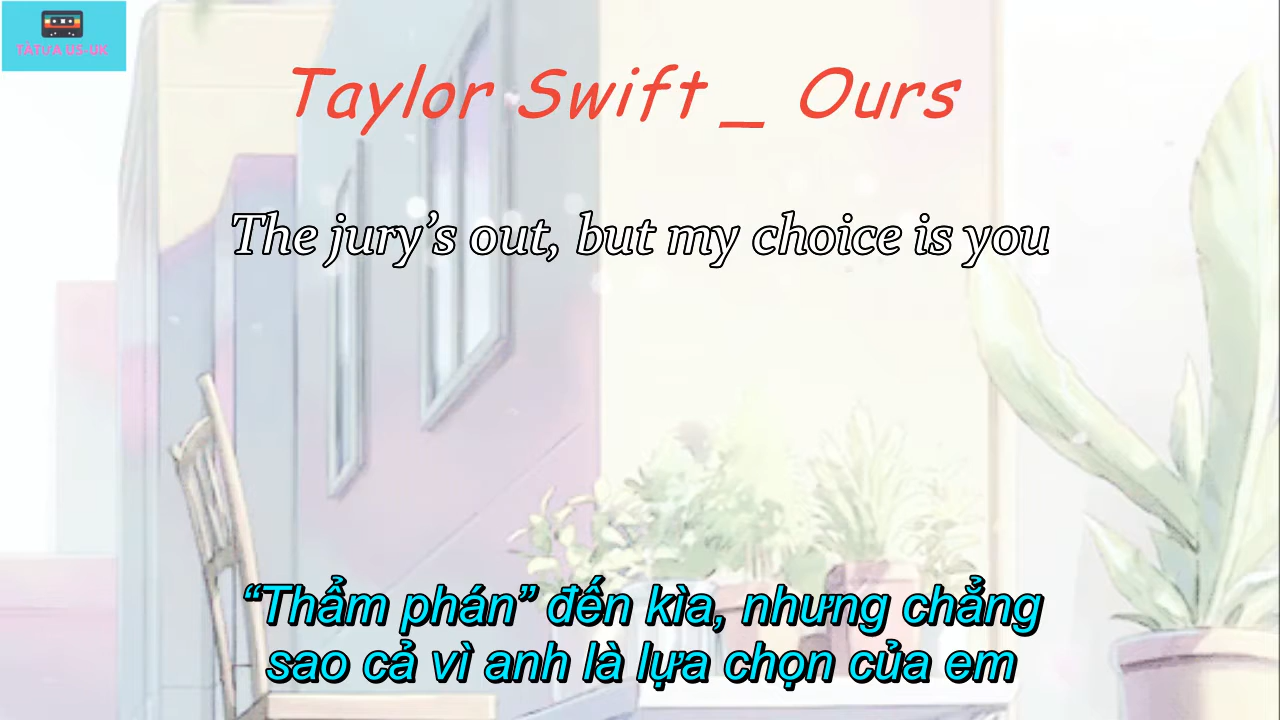 TÀTƯA US-UK
Taylor Swift _ Ours
The jury’s out, but my choice is you
“Thẩm phán” đến kìa, nhưng chẳng
sao cả vì anh là lựa chọn của em